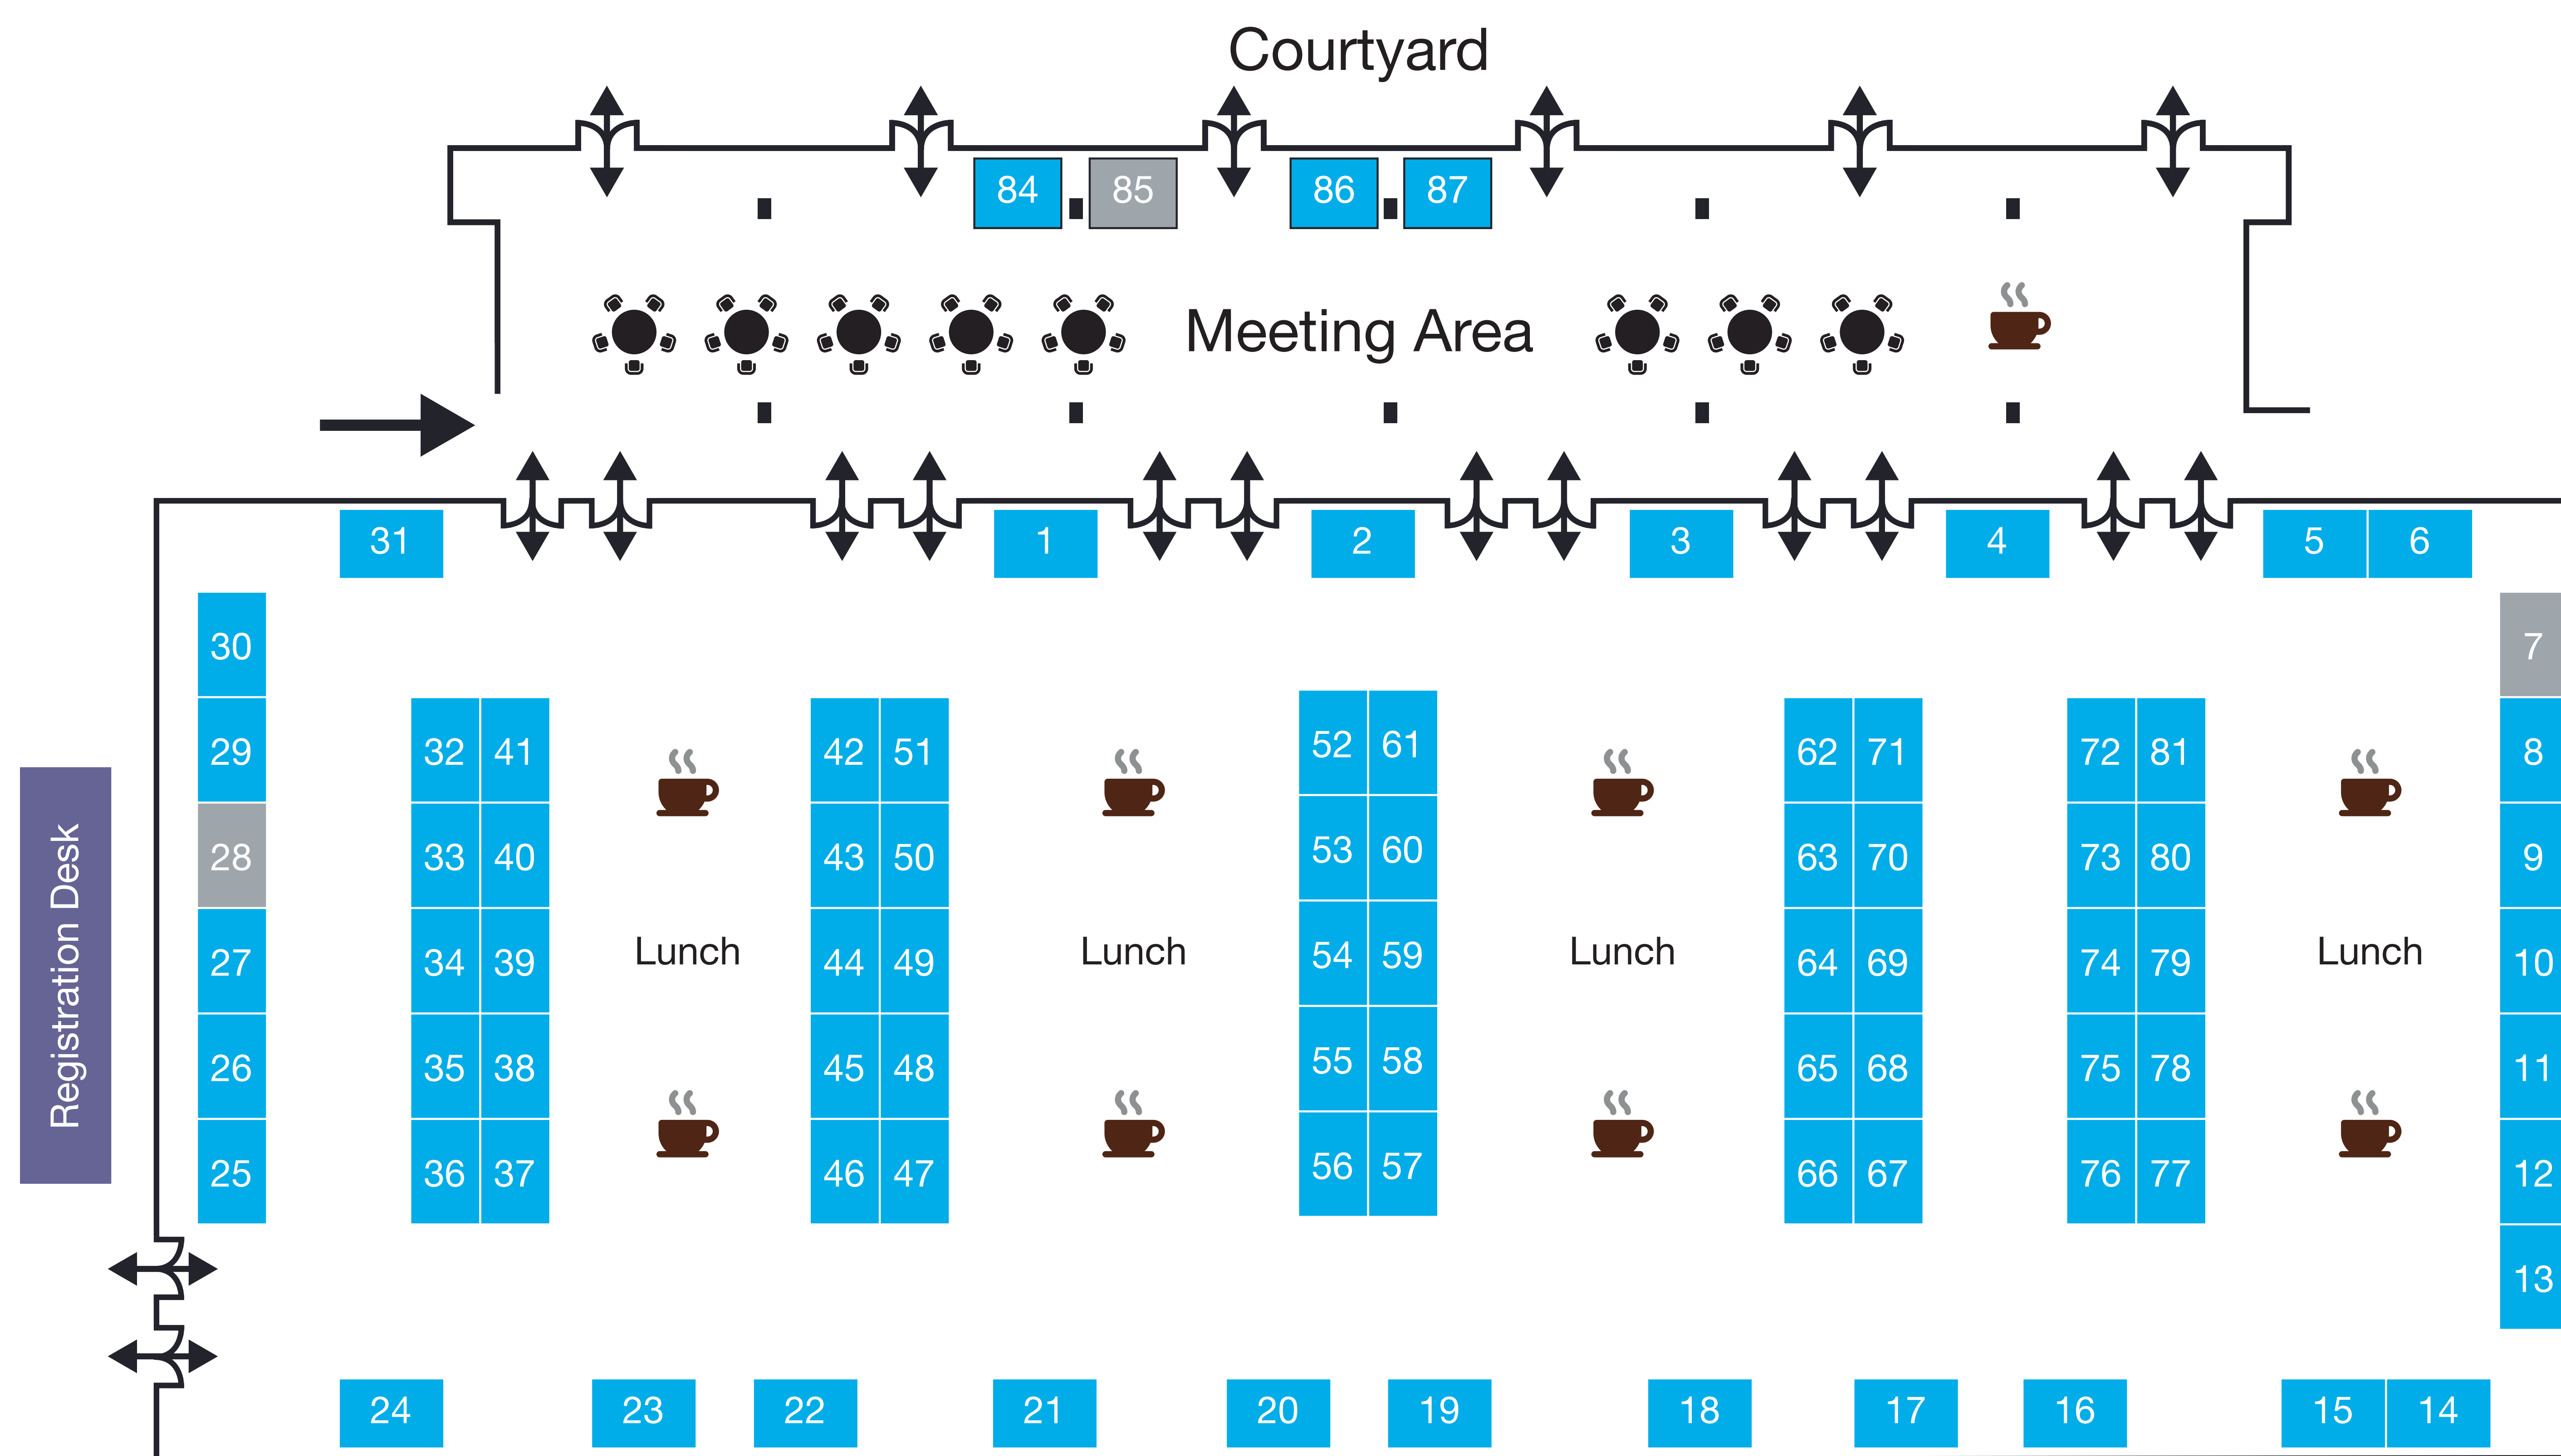 Courtyard
84 85 86 87
Meeting Area
31 1 2 3 4 5 6
30 7
29 32 41 42 51 52 61 62 71 72 81 8
28 33 40 43 50 53 60 63 70 73 80 9
Registration Desk
27 34 39 Lunch 44 49 Lunch 54 59 Lunch 64 69 74 79 Lunch 10
26 35 38 45 48 55 58 65 68 75 78 11
25 36 37 46 47 56 57 66 67 76 77 12
13
24 23 22 21 20 19 18 17 16 15 14